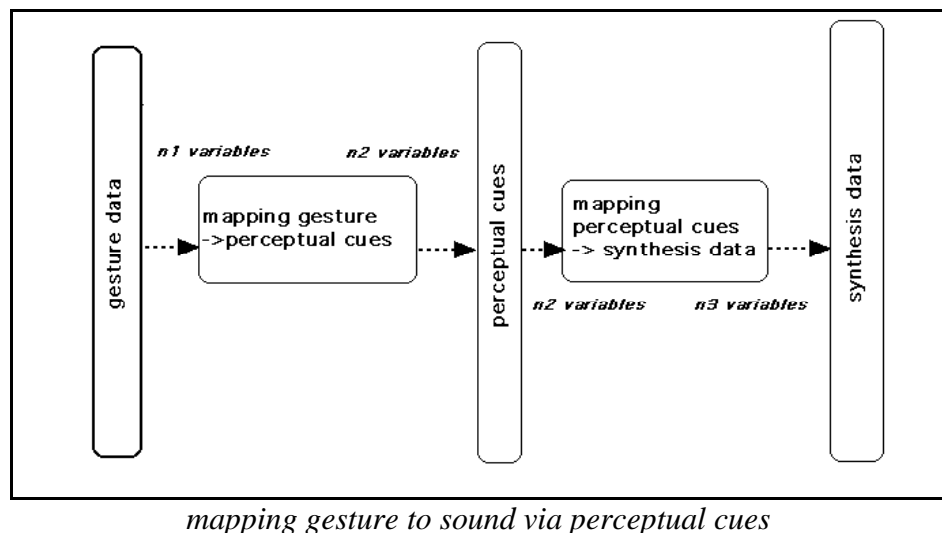 gesture data
n1 variables
mapping gesture
->perceptual cues
n2 variables
perceptual cues
mapping
perceptual cues
-> synthesis data
n2 variables
n3 variables
synthesis data
mapping gesture to sound via perceptual cues